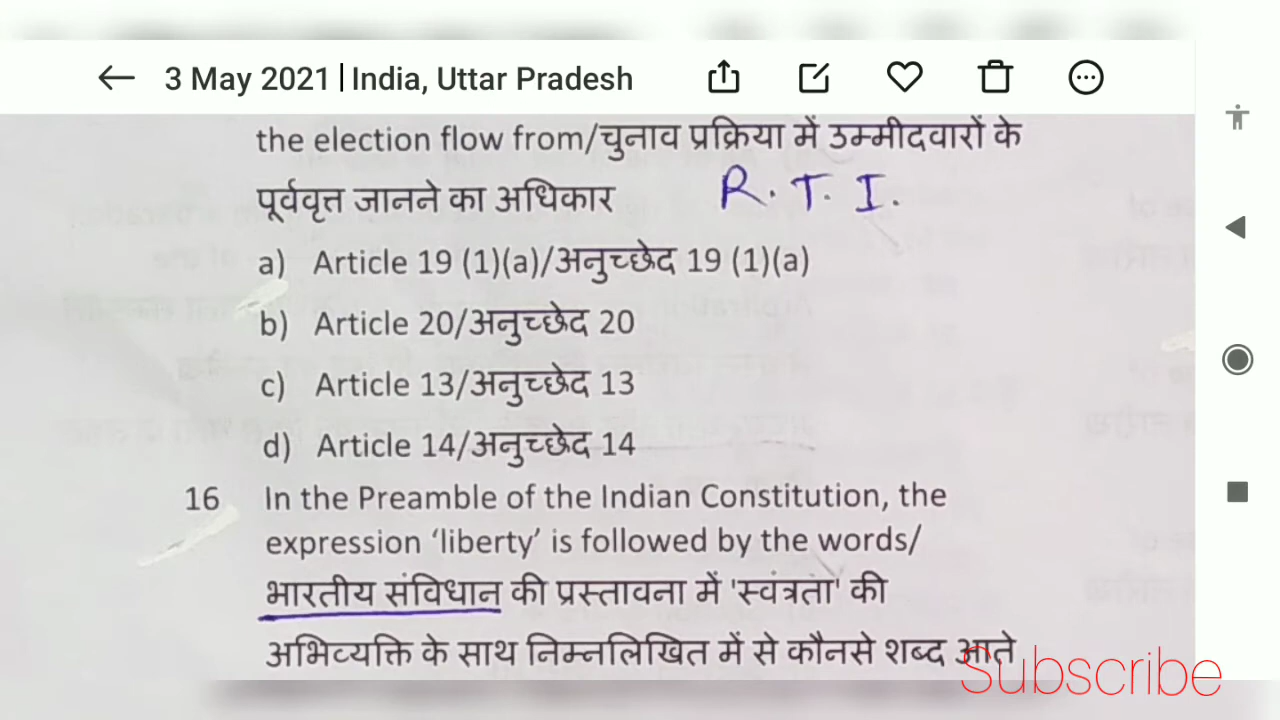 3 May 2021 | India, Uttar Pradesh
the election flow from/चुनाव प्रक्रिया में उम्मीदवारों के
पूर्ववृत्त जानने का अधिकार R. T. I.
a) Article 19 (1)(a)/अनुच्छेद 19 (1)(a)
b) Article 20/अनुच्छेद 20
c) Article 13/अनुच्छेद 13
d) Article 14/अनुच्छेद 14
16 In the Preamble of the Indian Constitution, the
expression ‘liberty’ is followed by the words/
भारतीय संविधान की प्रस्तावना में 'स्वंत्रता' की
अभिव्यक्ति के साथ निम्नलिखित में से कौनसे शब्द आते
Subscribe